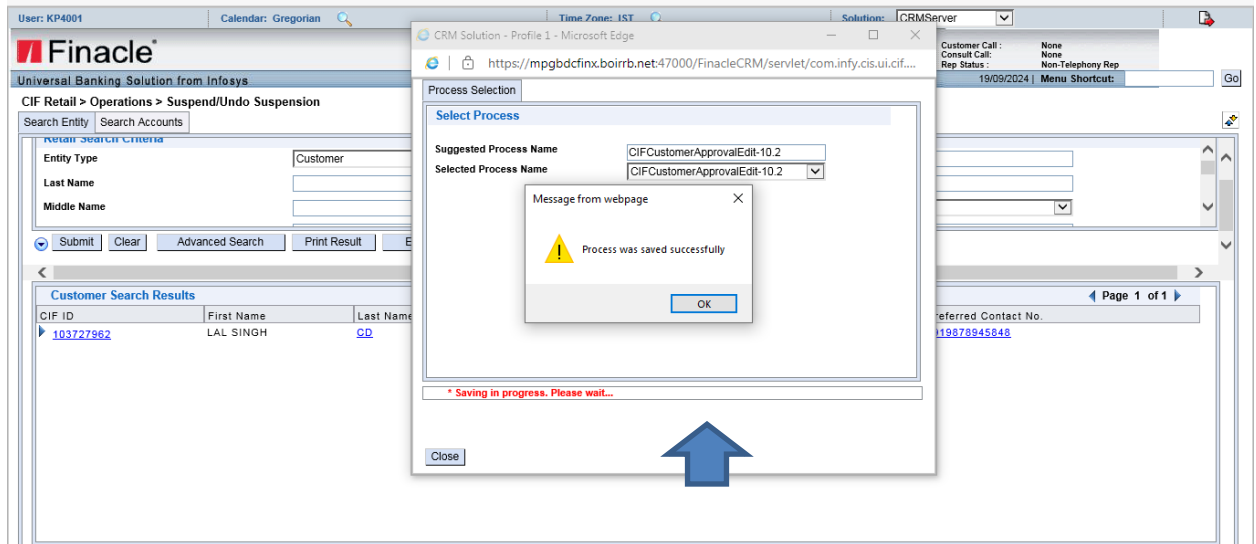 User: KP4001
Calendar: Gregorian
Time Zone: IST
Solution: CRMServer
Finacle
Universal Banking Solution from Infosys
Customer Call : None
Consult Call: None
Rep Status : Non-Telephony Rep
19/09/2024 | Menu Shortcut: Go
CIF Retail > Operations > Suspend/Undo Suspension
Search Entity Search Accounts
Retail Search Criteria
Entity Type Customer
Last Name
Middle Name
Submit Clear Advanced Search Print Result E
Customer Search Results
Page 1 of 1
CIF ID First Name Last Name referred Contact No.
103727962 LAL SINGH CD 19878945848
CRM Solution - Profile 1 - Microsoft Edge
https://mpgbdcfinx.boirrb.net:47000/FinacleCRM/servlet/com.infy.cis.ui.cif....
Process Selection
Select Process
Suggested Process Name CIFCustomerApprovalEdit-10.2
Selected Process Name CIFCustomerApprovalEdit-10.2
Message from webpage
Process was saved successfully
OK
* Saving in progress. Please wait...
Close